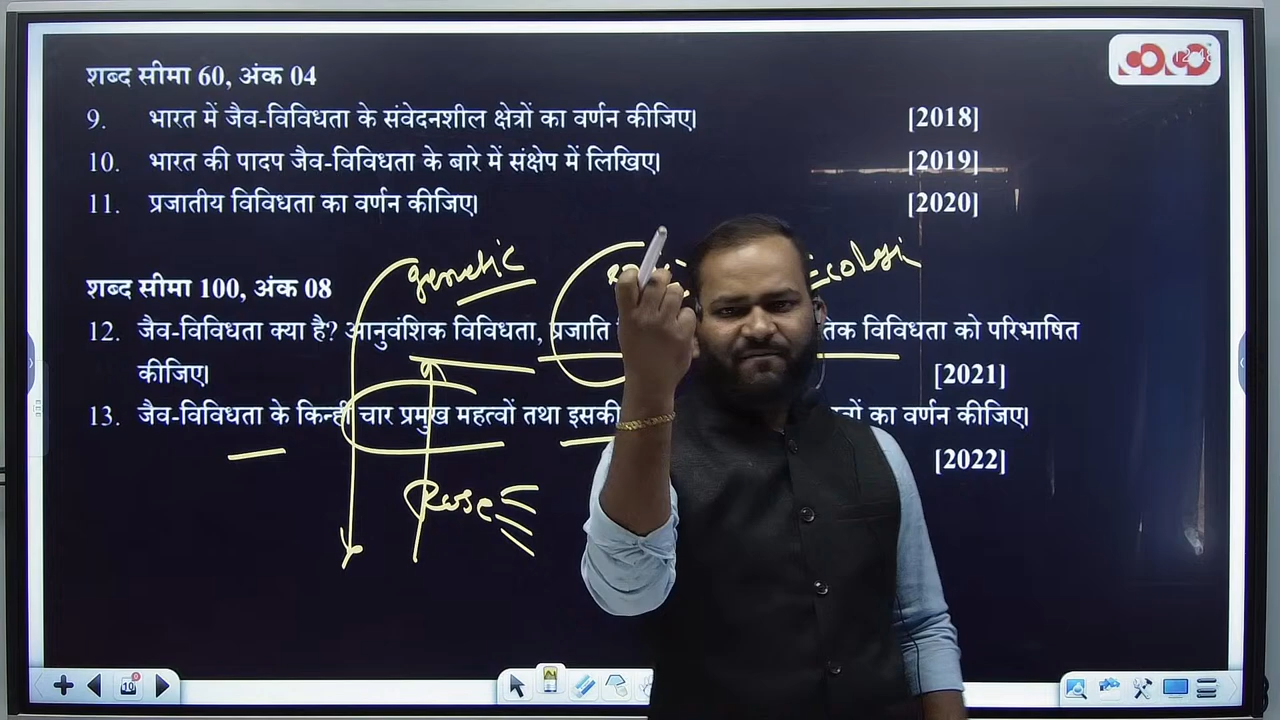 12:48
शब्द सीमा 60, अंक 04
9. भारत में जैव-विविधता के संवेदनशील क्षेत्रों का वर्णन कीजिए। [2018]
10. भारत की पादप जैव-विविधता के बारे में संक्षेप में लिखिए। [2019]
11. प्रजातीय विविधता का वर्णन कीजिए। [2020]
genetic
शब्द सीमा 100, अंक 08
12. जैव-विविधता क्या है? आनुवंशिक विविधता, प्रजाति तिक विविधता को परिभाषित
कीजिए। [2021]
13. जैव-विविधता के किन्ही चार प्रमुख महत्वों तथा इसकी का वर्णन कीजिए।
[2022]
Rose